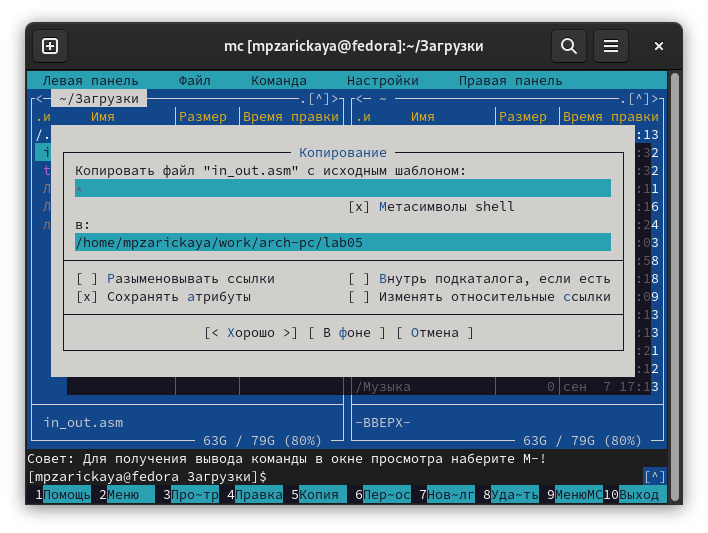 mc [mpzarickaya@fedora]:~/Загрузки
Левая панель Файл Команда Настройки Правая панель
<— ~/Загрузки .[^]> <— ~ .[^]>
.и Имя Размер Время правки .и Имя Размер Время правки
/. :13
i :32
t :32
Л :11
Л :16
л :24
:03
:58
:18
:09
:13
:13
:21
:12
Копирование
Копировать файл "in_out.asm" с исходным шаблоном:
*
[x] Метасимволы shell
в:
/home/mpzarickaya/work/arch-pc/lab05
[ ] Разыменовывать ссылки [ ] Внутрь подкаталога, если есть
[x] Сохранять атрибуты [ ] Изменять относительные ссылки
[< Хорошо >] [ В фоне ] [ Отмена ]
/Музыка 0 сен 7 17:13
in_out.asm -ВВЕРХ-
63G / 79G (80%) 63G / 79G (80%)
Совет: Для получения вывода команды в окне просмотра наберите M-!
[mpzarickaya@fedora Загрузки]$ [^]
1Помощь 2Меню 3Про~тр 4Правка 5Копия 6Пер~ос 7Нов~лг 8Уда~ть 9МенюMC 10Выход